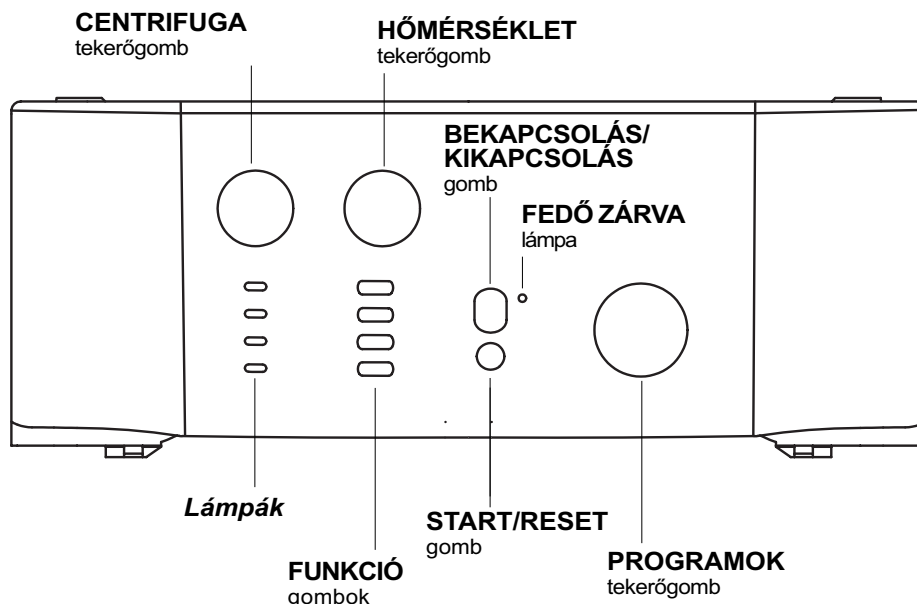 CENTRIFUGA
tekerőgomb
HŐMÉRSÉKLET
tekerőgomb
BEKAPCSOLÁS/
KIKAPCSOLÁS
gomb
FEDŐ ZÁRVA
lámpa
Lámpák
FUNKCIÓ
gombok
START/RESET
gomb
PROGRAMOK
tekerőgomb